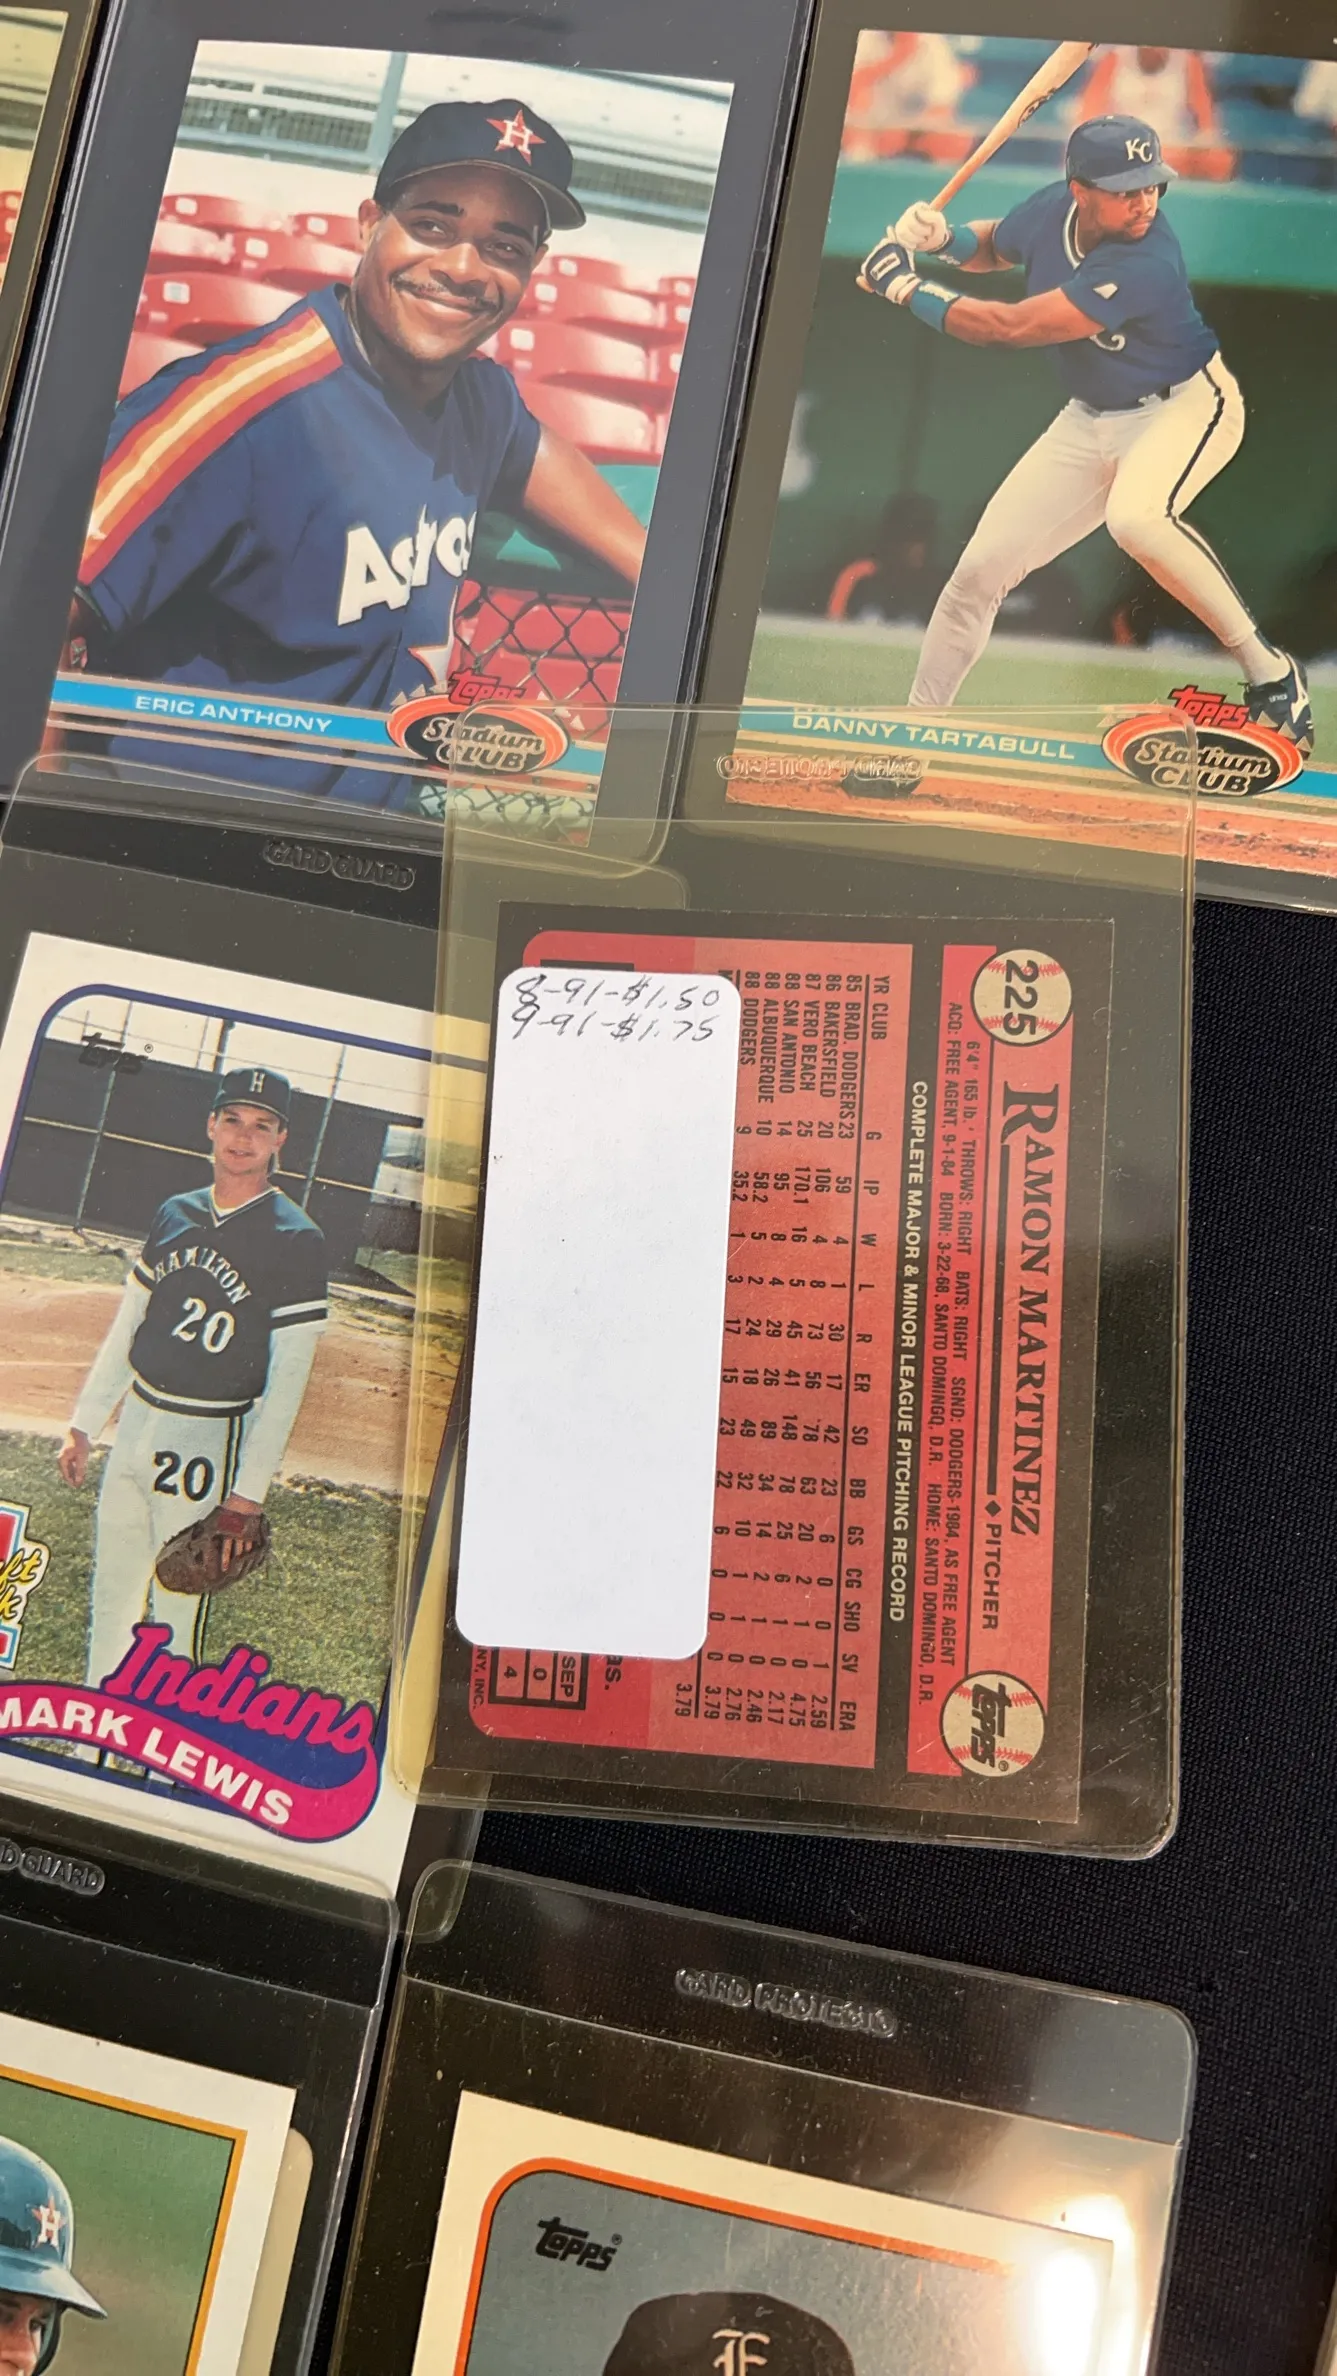 H
KC
Astros
ERIC ANTHONY
Topps
Stadium
CLUB
DANNY TARTABULL
Topps
Stadium
CLUB
CARD GUARD
Topps®
H
HAMILTON
20
20
Indians
MARK LEWIS
8-91-$1.50
9-91-$1.75
225
RAMON MARTINEZ ♦ PITCHER
6'4" 165 lb. THROWS: RIGHT BATS: RIGHT SGND: DODGERS-1984, AS FREE AGENT
ACQ: FREE AGENT, 9-1-84 BORN: 3-22-68, SANTO DOMINGO, D.R. HOME: SANTO DOMINGO, D.R.
COMPLETE MAJOR & MINOR LEAGUE PITCHING RECORD
YR CLUB G IP W L R ER SO BB GS CG SHO SV ERA
85 BRAD. DODGERS 23 59 4 1 30 17 42 23 6 0 0 1 2.59
86 BAKERSFIELD 20 106 4 8 73 56 78 63 20 2 1 0 4.75
87 VERO BEACH 25 170.1 16 5 45 41 148 78 25 6 1 0 2.17
88 SAN ANTONIO 14 95 8 4 29 26 89 34 14 2 1 0 2.46
88 ALBUQUERQUE 10 58.2 5 2 24 18 49 32 10 1 1 0 2.76
88 DODGERS 9 35.2 1 3 17 15 23 22 6 0 0 0 3.79
3.79
SEP
0
4
NY, INC.
topps®
D GUARD
CARD PROTECTO
H
Topps®
F